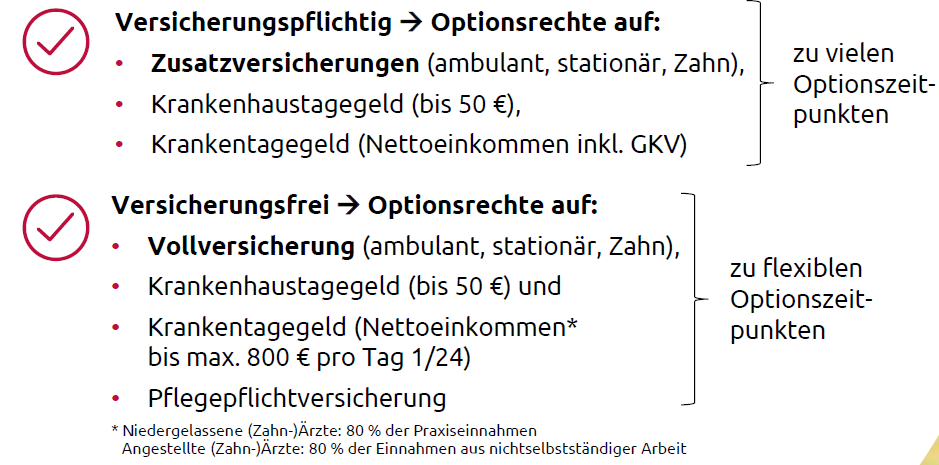 Versicherungspflichtig → Optionsrechte auf:
• Zusatzversicherungen (ambulant, stationär, Zahn),
• Krankenhaustagegeld (bis 50 €),
• Krankentagegeld (Nettoeinkommen inkl. GKV)
zu vielen
Optionszeit-
punkten
Versicherungsfrei → Optionsrechte auf:
• Vollversicherung (ambulant, stationär, Zahn),
• Krankenhaustagegeld (bis 50 €) und
• Krankentagegeld (Nettoeinkommen*
bis max. 800 € pro Tag 1/24)
• Pflegepflichtversicherung
zu flexiblen
Optionszeit-
punkten
* Niedergelassene (Zahn-)Ärzte: 80 % der Praxiseinnahmen
Angestellte (Zahn-)Ärzte: 80 % der Einnahmen aus nichtselbstständiger Arbeit